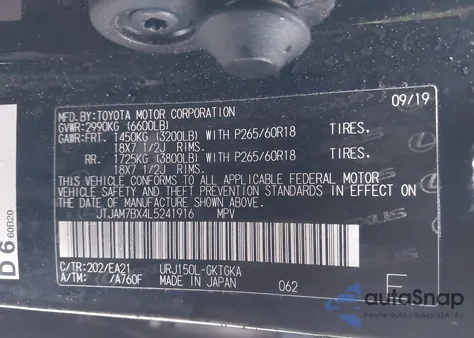 09/19
MFD.BY:TOYOTA MOTOR CORPORATION
GVWR:2990KG (6600LB)
GAWR:FRT. 1450KG (3200LB) WITH P265/60R18 TIRES,
18X7 1/2J RIMS.
RR. 1725KG (3800LB) WITH P265/60R18 TIRES,
18X7 1/2J RIMS.
THIS VEHICLE CONFORMS TO ALL APPLICABLE FEDERAL MOTOR
VEHICLE SAFETY AND THEFT PREVENTION STANDARDS IN EFFECT ON
THE DATE OF MANUFACTURE SHOWN ABOVE.
JTJAM7BX4L5241916 MPV
C/TR:202/EA21 URJ150L-GKTGKA
A/TM: /A760F MADE IN JAPAN 062 F
D 6 60B20
autoSnap